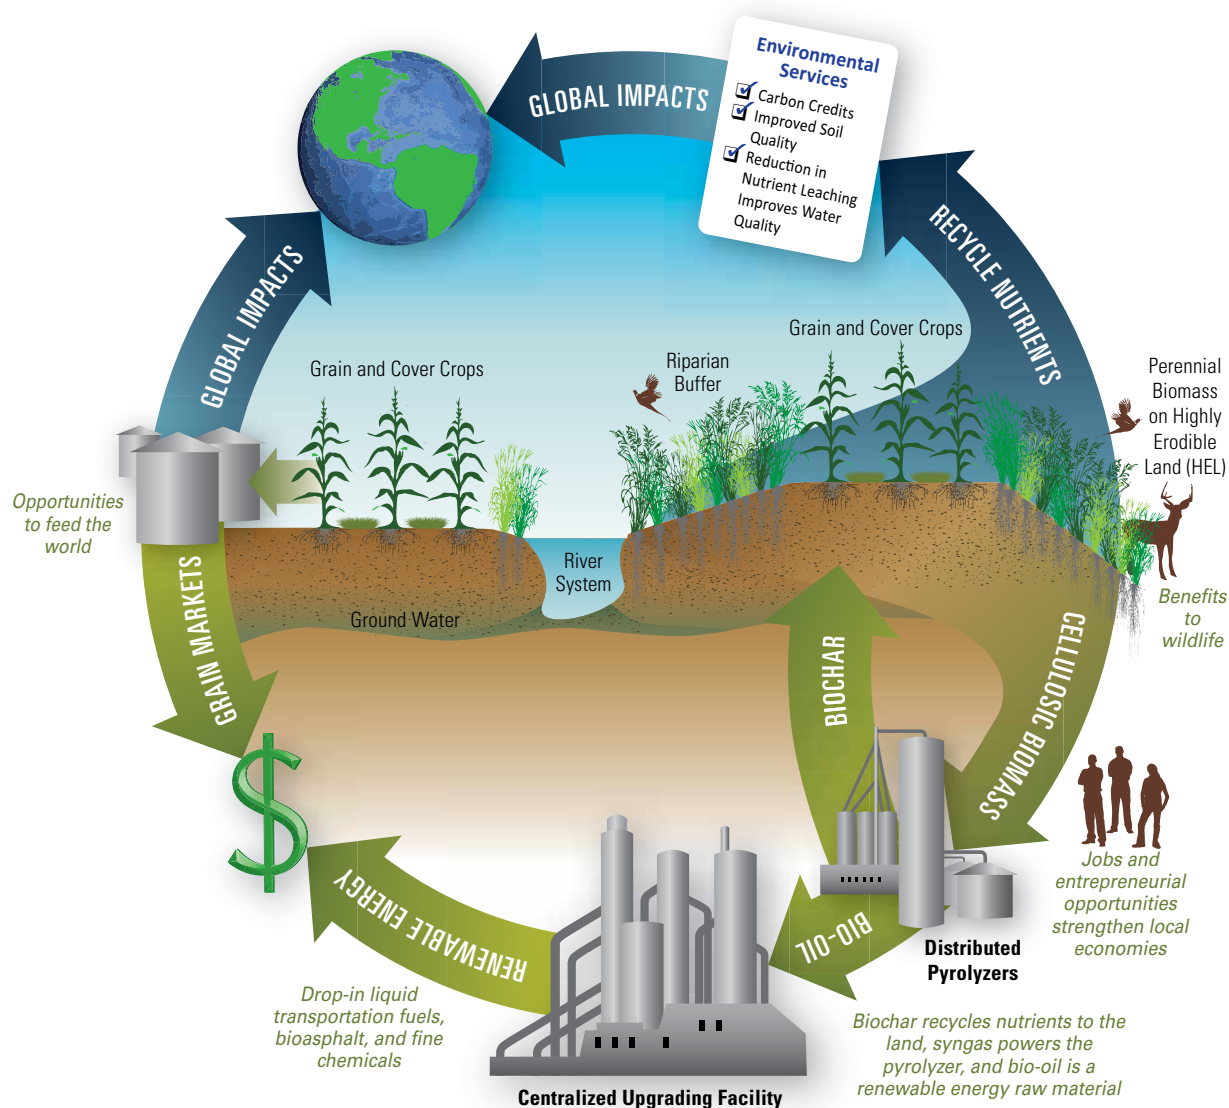 Environmental
Services
Carbon Credits
Improved Soil
Quality
Reduction in
Nutrient Leaching
Improves Water
Quality
GLOBAL IMPACTS
RECYCLE NUTRIENTS
GLOBAL IMPACTS
Grain and Cover Crops
Riparian
Buffer
Grain and Cover Crops
Perennial
Biomass
on Highly
Erodible
Land (HEL)
Opportunities
to feed the
world
River
System
Ground Water
Benefits
to
wildlife
GRAIN MARKETS
BIOCHAR
CELLULOSIC BIOMASS
Jobs and
entrepreneurial
opportunities
strengthen local
economies
RENEWABLE ENERGY
BIO-OIL
Distributed
Pyrolyzers
Drop-in liquid
transportation fuels,
bioasphalt, and fine
chemicals
Biochar recycles nutrients to the
land, syngas powers the
pyrolyzer, and bio-oil is a
renewable energy raw material
Centralized Upgrading Facility